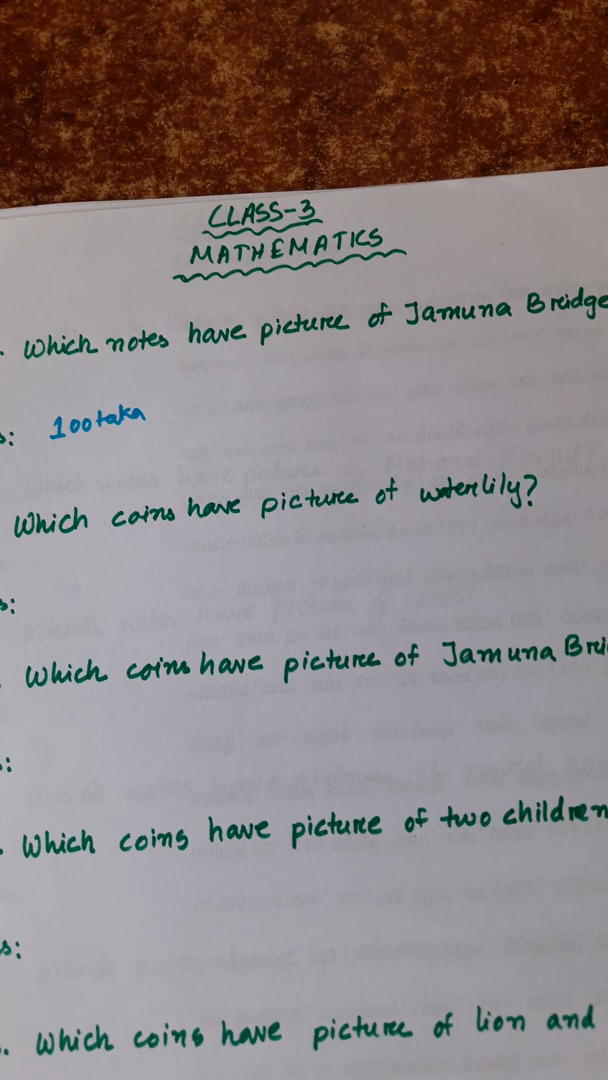 CLASS-3
MATHEMATICS
. Which notes have picture of Jamuna Bridge
s: 100taka
Which coins have picture of waterlily?
s:
. Which coins have picture of Jamuna Bri
s:
. Which coins have picture of two children
s:
. Which coins have picture of lion and